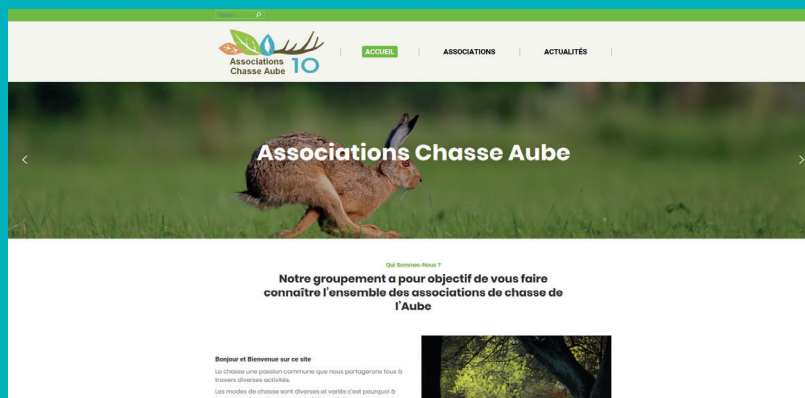 Search
Associations
Chasse Aube 10
ACCUEIL
ASSOCIATIONS
ACTUALITÉS
Associations Chasse Aube
Qui Sommes-Nous ?
Notre groupement a pour objectif de vous faire
connaître l'ensemble des associations de chasse de
l'Aube
Bonjour et Bienvenue sur ce site
La chasse une passion commune que nous partageons tous à
travers diverses activités.
Les modes de chasse sont diverses et variés c'est pourquoi à